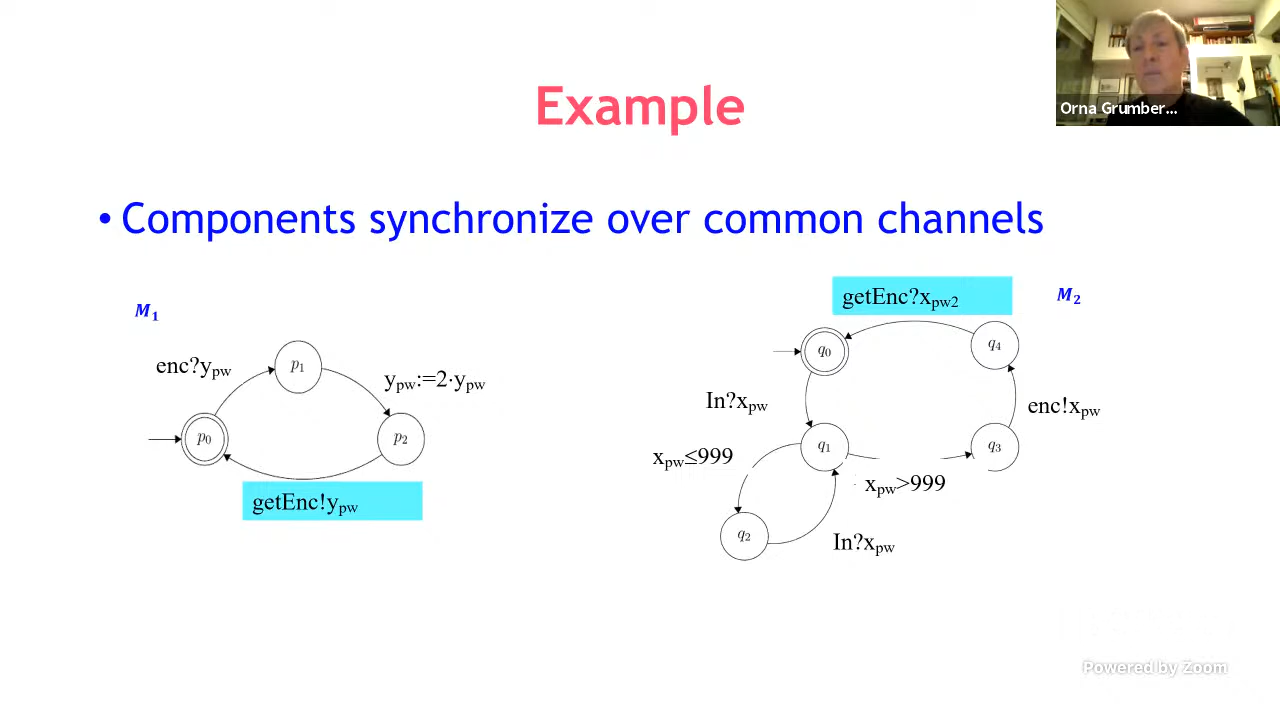 Orna Grumber...
Example
• Components synchronize over common channels
M₁
enc?y_pw
p₁
y_pw:=2·y_pw
p₀
p₂
getEnc!y_pw
getEnc?x_pw2
M₂
q₀
q₄
In?x_pw
enc!x_pw
q₁
q₃
x_pw≤999
x_pw>999
q₂
In?x_pw
Powered by Zoom